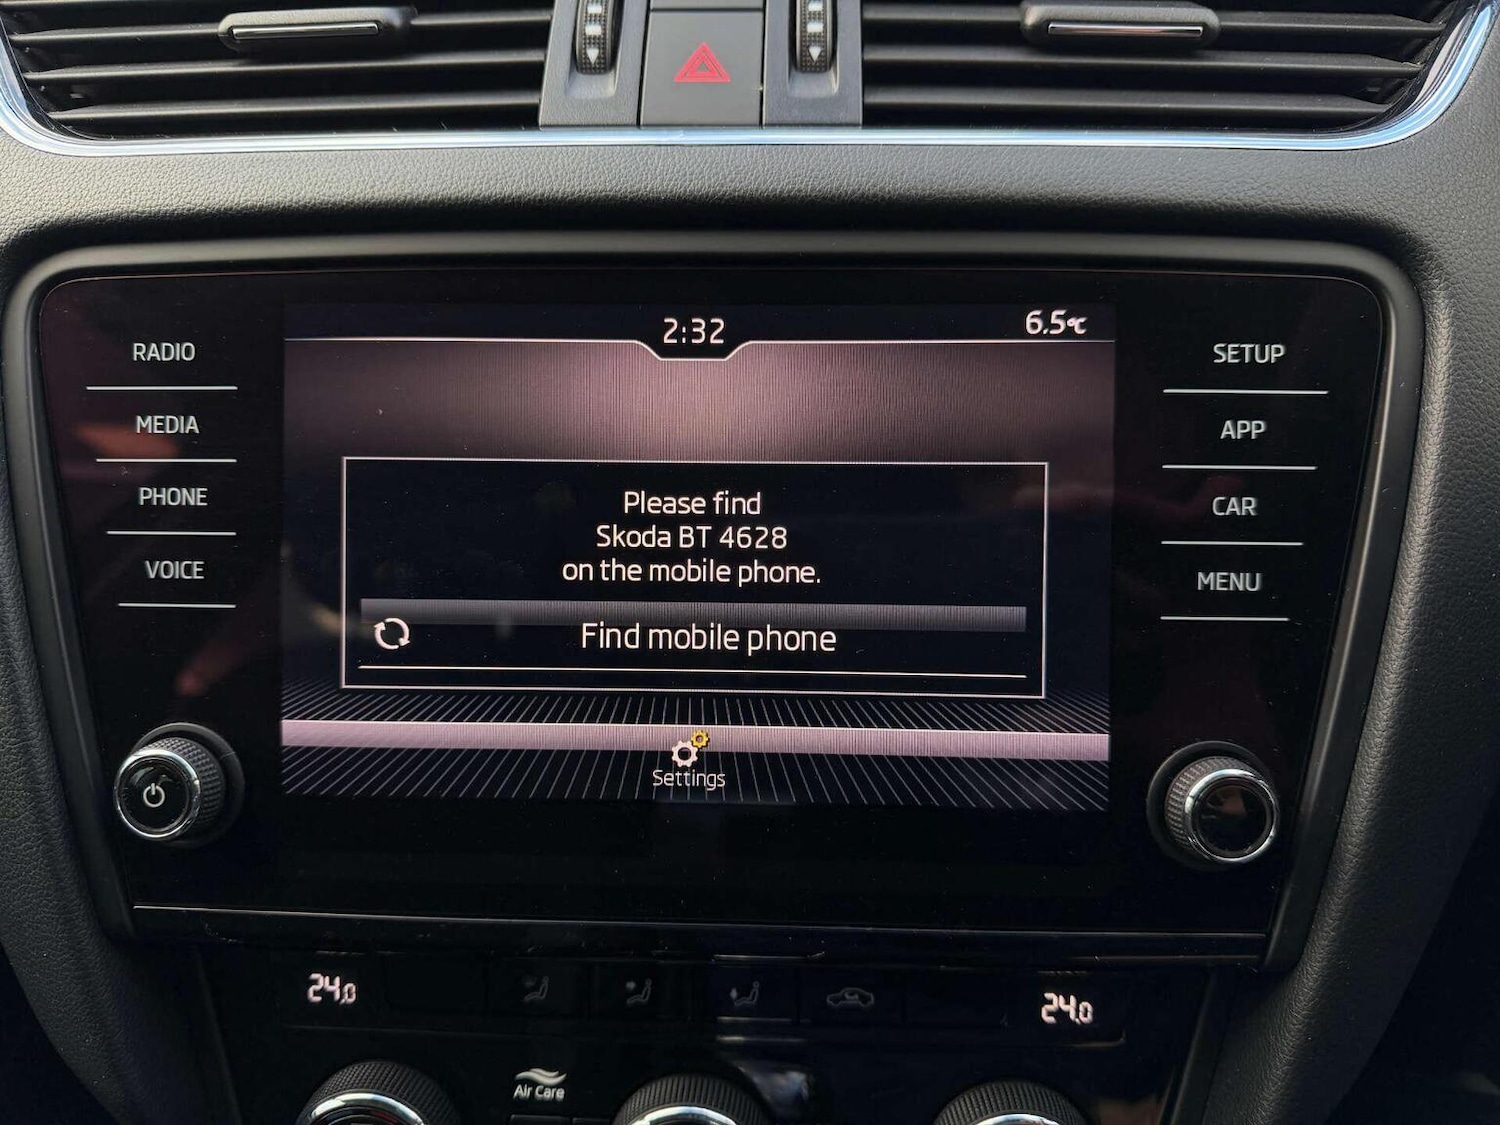 2:32
6.5°C
RADIO
MEDIA
PHONE
VOICE
Please find
Skoda BT 4628
on the mobile phone.
Find mobile phone
Settings
SETUP
APP
CAR
MENU
24.0
24.0
Air Care